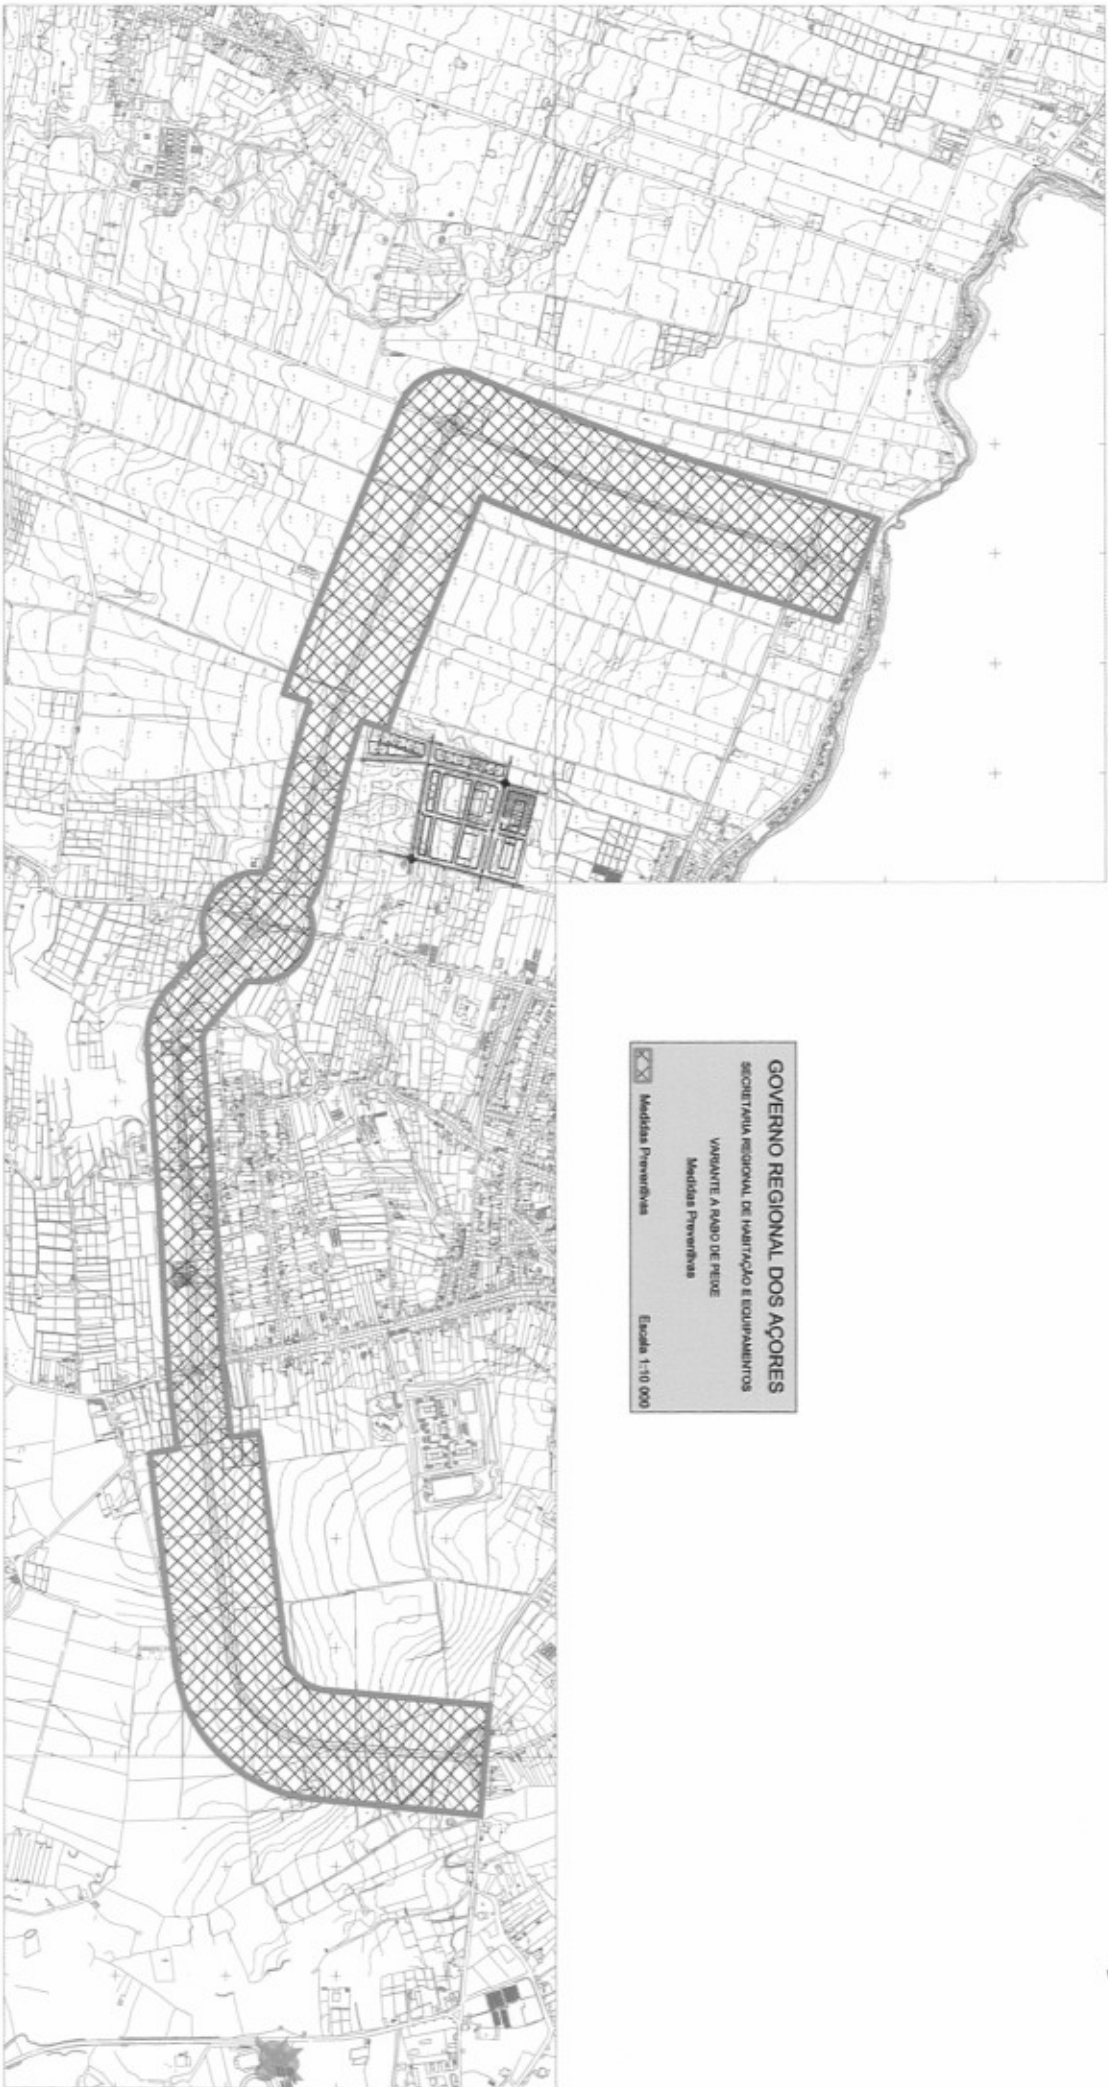 GOVERNO REGIONAL DOS AÇORES
SECRETARIA REGIONAL DE HABITAÇÃO E EQUIPAMENTOS
VARIANTE A RABO DE PEIXE
Medidas Preventivas
Medidas Preventivas Escala 1:10 000